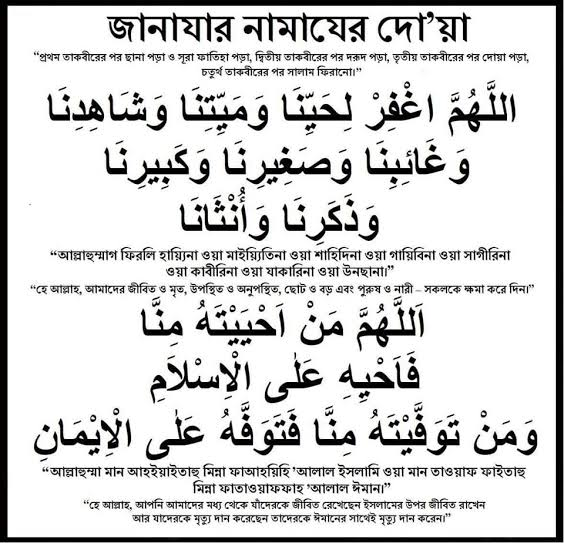 জানাযার নামাযের দো’য়া
“প্রথম তাকবীরের পর ছানা পড়া ও সূরা ফাতিহা পড়া, দ্বিতীয় তাকবীরের পর দরূদ পড়া, তৃতীয় তাকবীরের পর দোয়া পড়া,
চতুর্থ তাকবীরের পর সালাম ফিরানো।”
اللَّهُمَّ اغْفِرْ لِحَيِّنَا وَمَيِّتِنَا وَشَاهِدِنَا
وَغَائِبِنَا وَصَغِيرِنَا وَكَبِيرِنَا
وَذَكَرِنَا وَأُنْثَانَا
“আল্লাহুম্মাগ ফিরলি হায়্যিনা ওয়া মাইয়্যিতিনা ওয়া শাহিদিনা ওয়া গায়িবিনা ওয়া সাগীরিনা
ওয়া কাবীরিনা ওয়া যাকারিনা ওয়া উনছানা।”
“হে আল্লাহ, আমাদের জীবিত ও মৃত, উপস্থিত ও অনুপস্থিত, ছোট ও বড় এবং পুরুষ ও নারী – সকলকে ক্ষমা করে দিন।”
اَللَّهُمَّ مَنْ اَحْيَيْتَهُ مِنَّا
فَاَحْيِهِ عَلٰى الْاِسْلَامِ
وَمَنْ تَوَفَّيْتَهُ مِنَّا فَتَوَفَّهُ عَلٰى الْاِيْمَانِ
“আল্লাহুম্মা মান আহইয়াইতাহু মিন্না ফাআহয়িহি ‘আলাল ইসলামি ওয়া মান তাওয়াফ ফাইতাহু
মিন্না ফাতাওয়াফফাহু ‘আলাল ঈমান।”
“হে আল্লাহ, আপনি আমাদের মধ্য থেকে যাঁদেরকে জীবিত রেখেছেন ইসলামের উপর জীবিত রাখেন
আর যাদেরকে মৃত্যু দান করেছেন তাদেরকে ঈমানের সাথেই মৃত্যু দান করেন।”